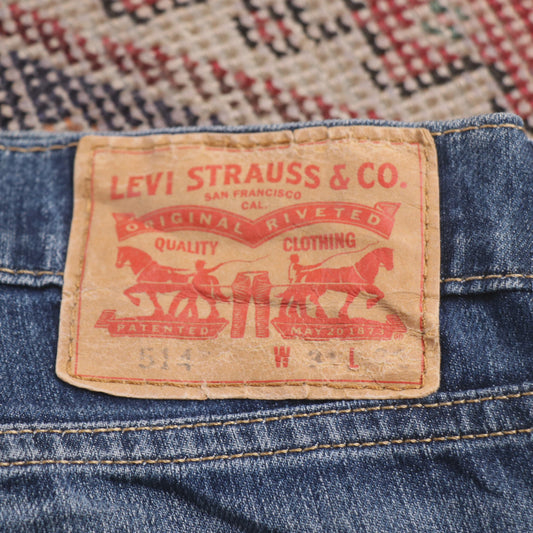 LEVI STRAUSS & CO.
SAN FRANCISCO
CAL.
ORIGINAL RIVETED
QUALITY CLOTHING
PATENTED MAY 20 1873
514 W L